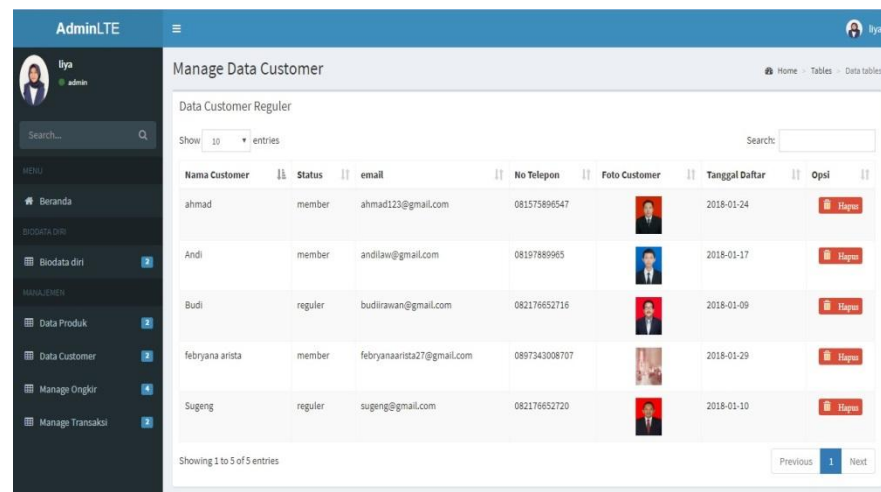 AdminLTE
liya
liya
admin
Manage Data Customer
Home > Tables > Data tables
Search...
MENU
Beranda
BIODATA DIRI
Biodata diri 2
MANAJEMEN
Data Produk 2
Data Customer 2
Manage Ongkir 4
Manage Transaksi 2
Data Customer Reguler
Show 10 entries
Search:
Nama Customer Status email No Telepon Foto Customer Tanggal Daftar Opsi
ahmad member ahmad123@gmail.com 081575896547 2018-01-24 Hapus
Andi member andilaw@gmail.com 08197889965 2018-01-17 Hapus
Budi reguler budiirawan@gmail.com 082176652716 2018-01-09 Hapus
febryana arista member febryanaarista27@gmail.com 0897343008707 2018-01-29 Hapus
Sugeng reguler sugeng@gmail.com 082176652720 2018-01-10 Hapus
Showing 1 to 5 of 5 entries
Previous 1 Next